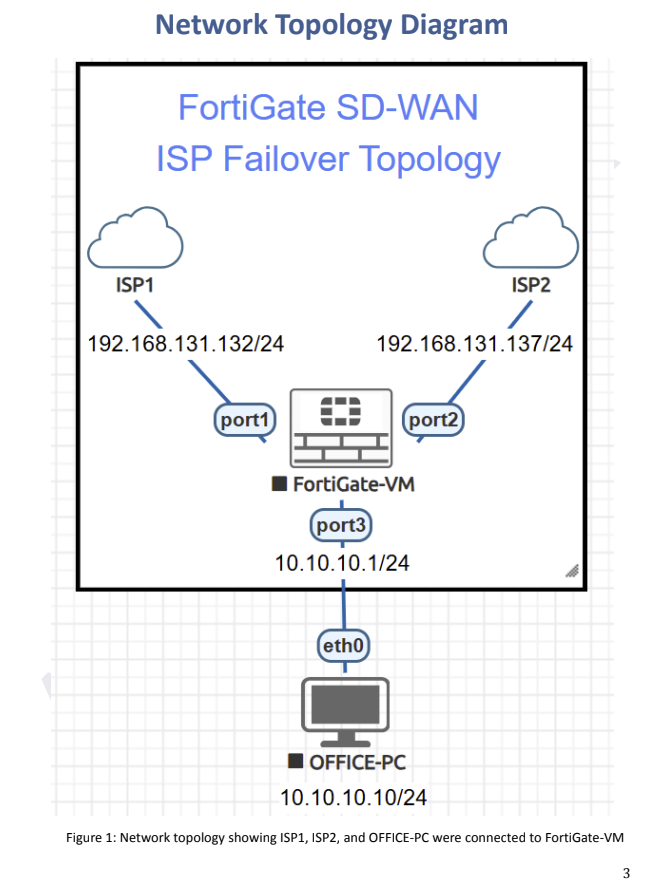 Network Topology Diagram
FortiGate SD-WAN
ISP Failover Topology
ISP1
ISP2
192.168.131.132/24
192.168.131.137/24
port1
port2
FortiGate-VM
port3
10.10.10.1/24
eth0
OFFICE-PC
10.10.10.10/24
Figure 1: Network topology showing ISP1, ISP2, and OFFICE-PC were connected to FortiGate-VM
3